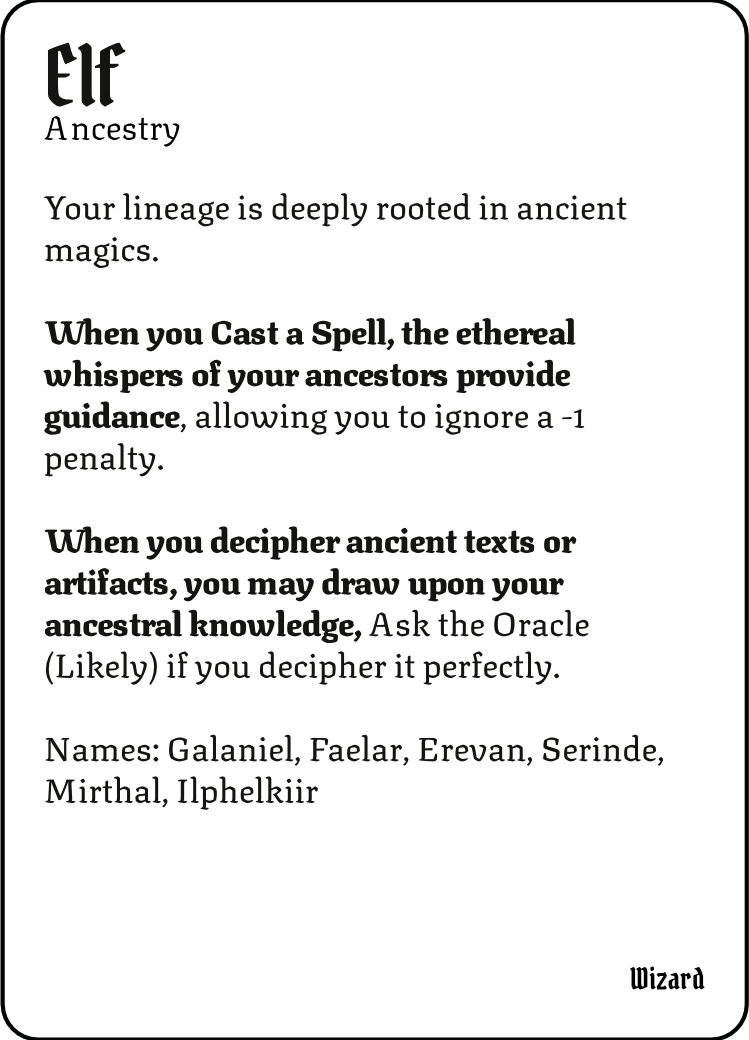 Elf
Ancestry
Your lineage is deeply rooted in ancient
magics.
When you Cast a Spell, the ethereal
whispers of your ancestors provide
guidance, allowing you to ignore a -1
penalty.
When you decipher ancient texts or
artifacts, you may draw upon your
ancestral knowledge, Ask the Oracle
(Likely) if you decipher it perfectly.
Names: Galaniel, Faelar, Erevan, Serinde,
Mirthal, Ilphelkiir
Wizard